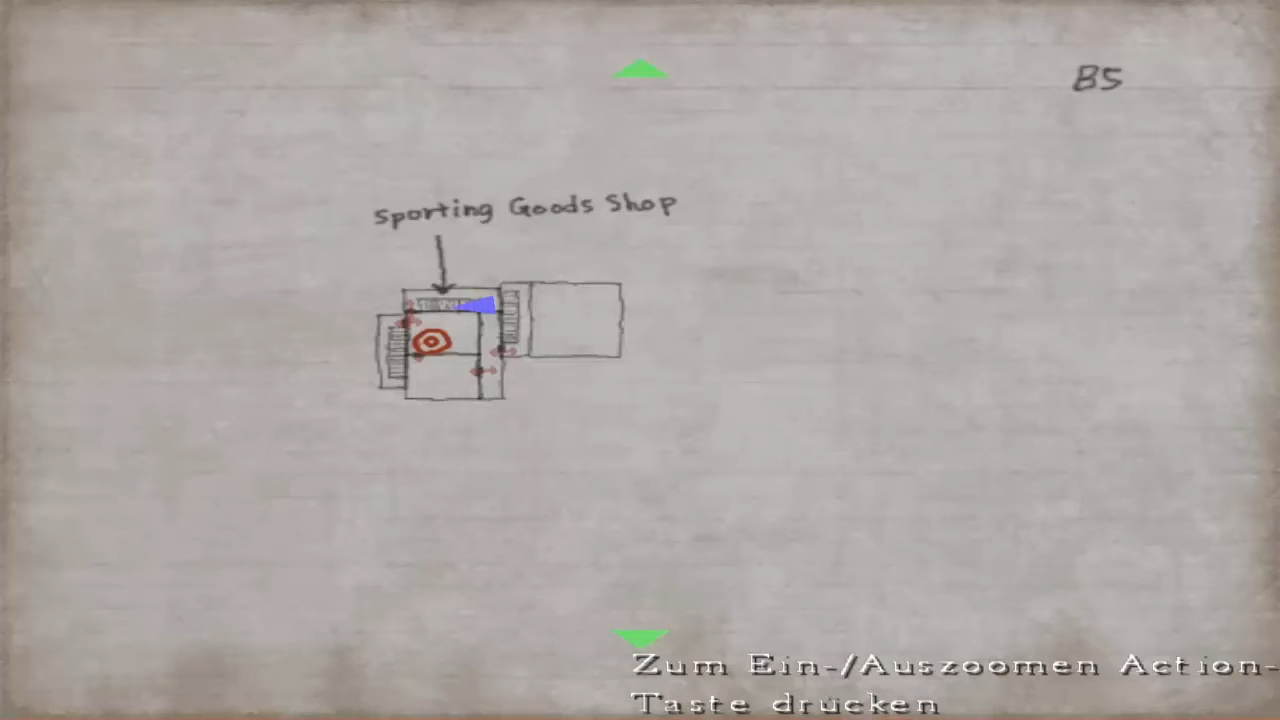 B5
Sporting Goods Shop
Zum Ein-/Auszoomen Action-
Taste drücken